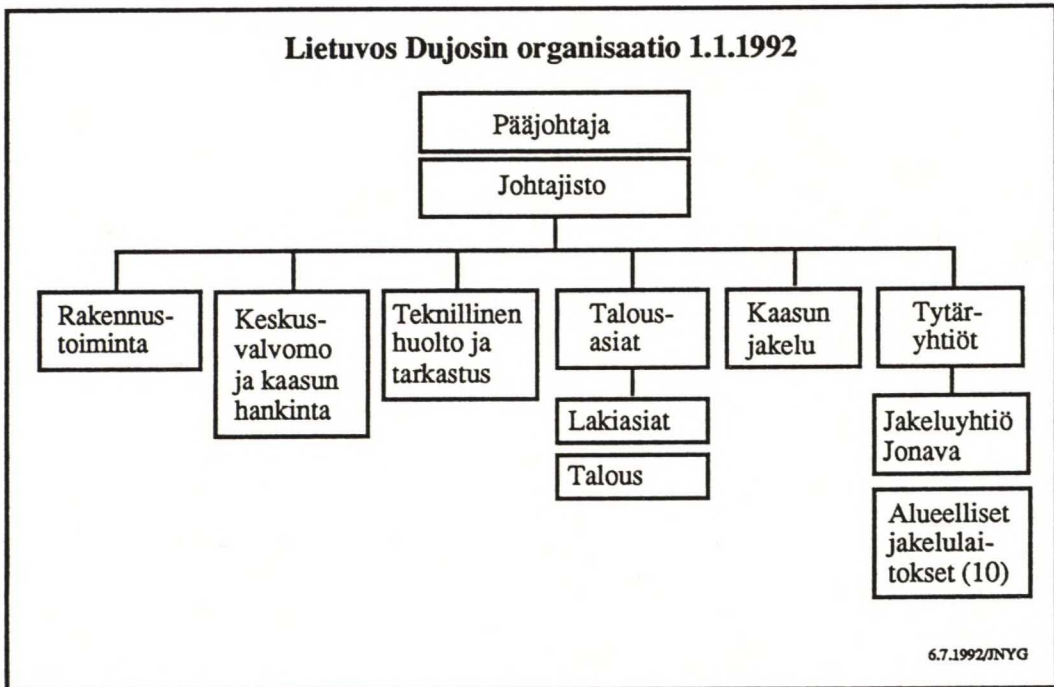 Lietuvos Dujosin organisaatio 1.1.1992
Pääjohtaja
Johtajisto
Rakennus-
toiminta
Keskus-
valvomo
ja kaasun
hankinta
Teknillinen
huolto ja
tarkastus
Talous-
asiat
Lakiasiat
Talous
Kaasun
jakelu
Tytär-
yhtiöt
Jakeluyhtiö
Jonava
Alueelliset
jakelulai-
tokset (10)
6.7.1992/JNYG